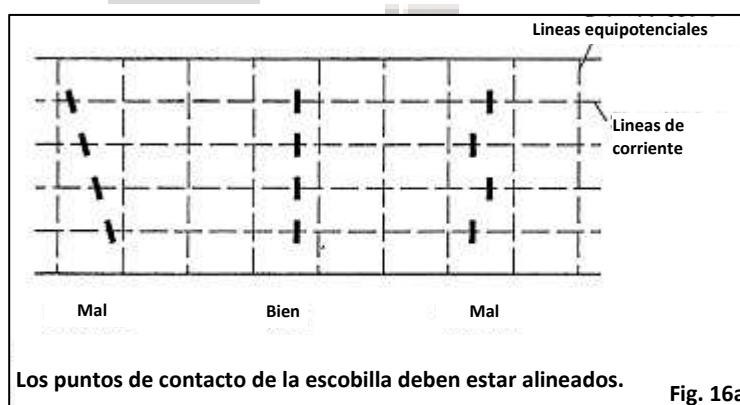 Lineas equipotenciales
Lineas de
corriente
Mal
Bien
Mal
Los puntos de contacto de la escobilla deben estar alineados.
Fig. 16a